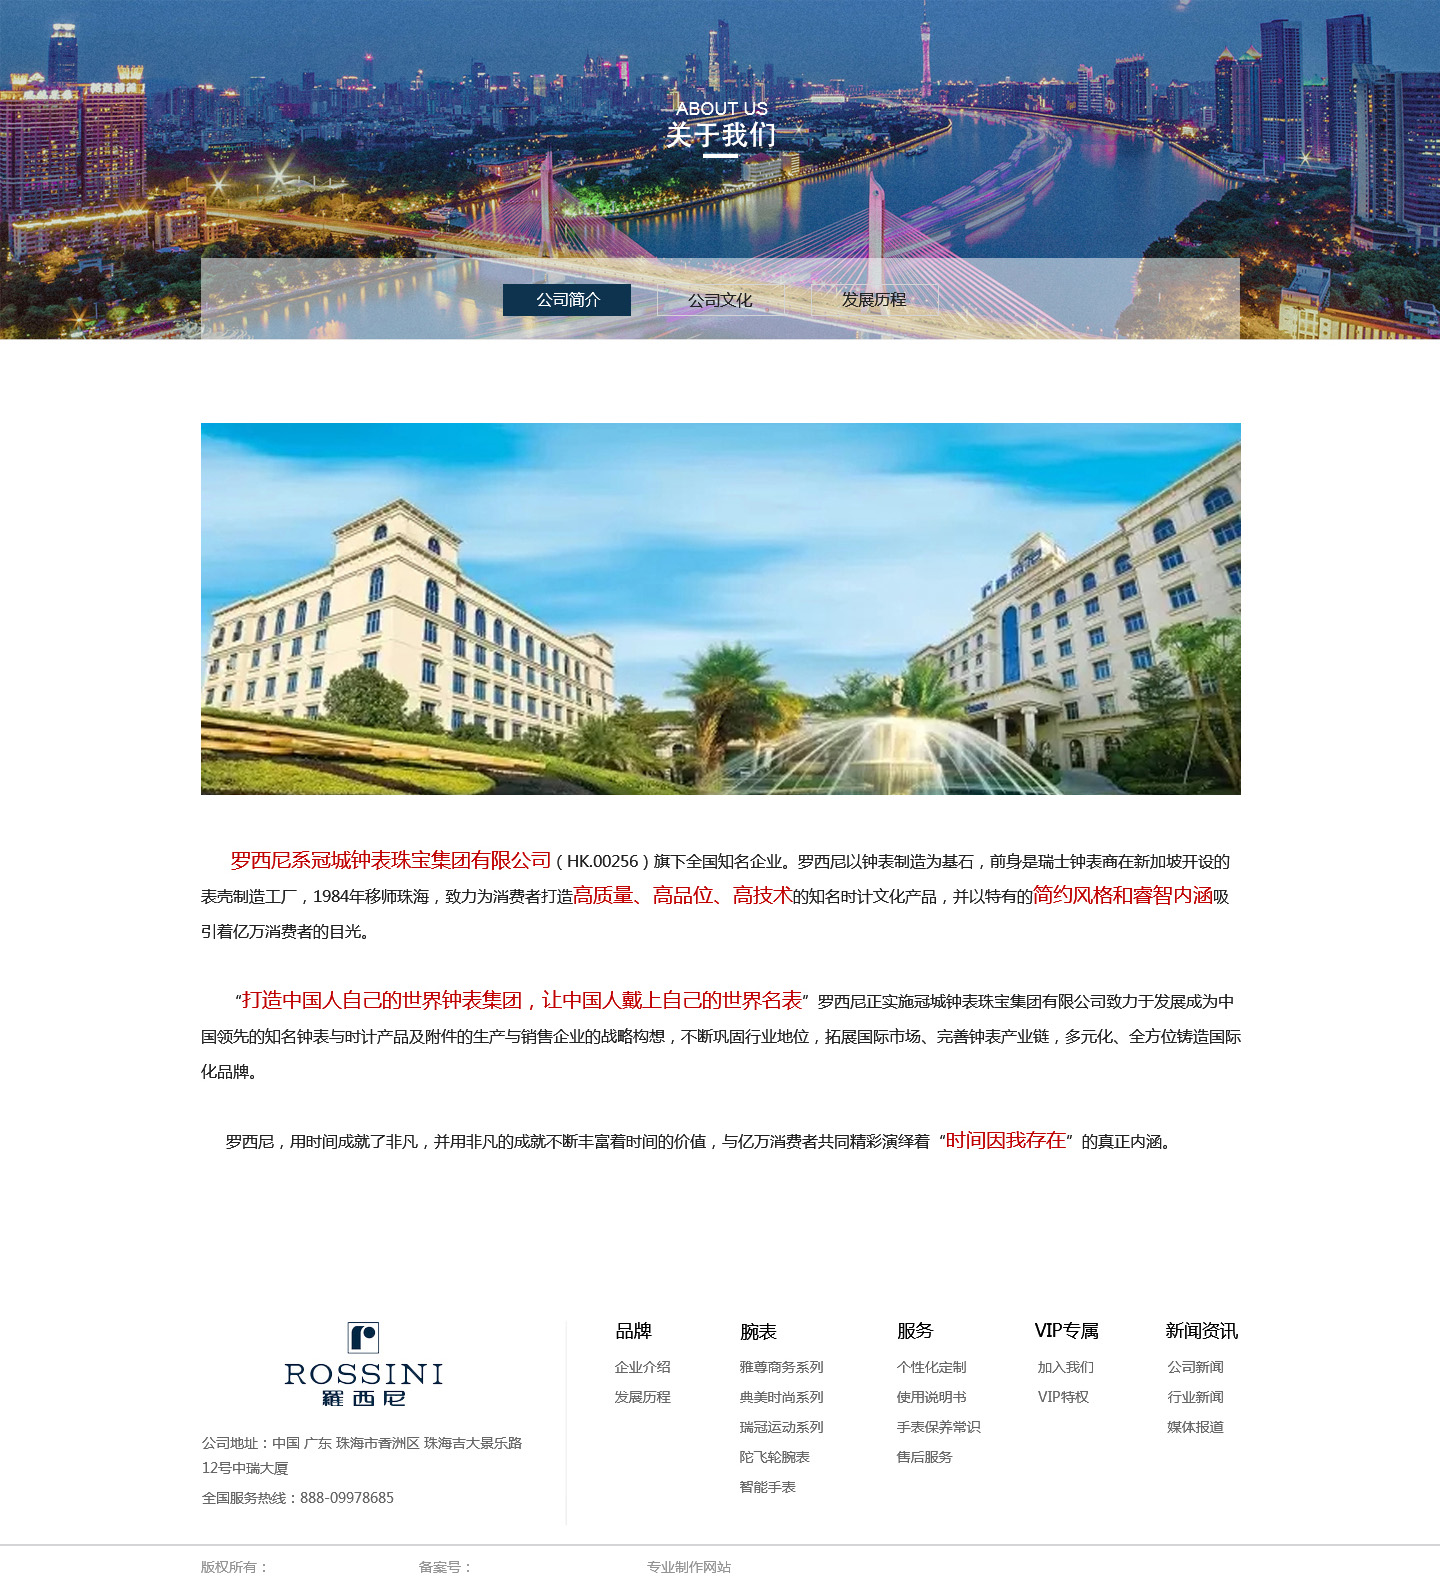 ABOUT US
关于我们
公司简介
公司文化
发展历程
罗西尼
罗西尼系冠城钟表珠宝集团有限公司（HK.00256）旗下全国知名企业。罗西尼以钟表制造为基石，前身是瑞士钟表商在新加坡开设的
表壳制造工厂，1984年移师珠海，致力为消费者打造高质量、高品位、高技术的知名时计文化产品，并以特有的简约风格和睿智内涵吸
引着亿万消费者的目光。
“打造中国人自己的世界钟表集团，让中国人戴上自己的世界名表”罗西尼正实施冠城钟表珠宝集团有限公司致力于发展成为中
国领先的知名钟表与时计产品及附件的生产与销售企业的战略构想，不断巩固行业地位，拓展国际市场、完善钟表产业链，多元化、全方位铸造国际
化品牌。
罗西尼，用时间成就了非凡，并用非凡的成就不断丰富着时间的价值，与亿万消费者共同精彩演绎着“时间因我存在”的真正内涵。
ROSSINI
羅西尼
公司地址：中国 广东 珠海市香洲区 珠海吉大景乐路
12号中瑞大厦
全国服务热线：888-09978685
品牌
企业介绍
发展历程
腕表
雅尊商务系列
典美时尚系列
瑞冠运动系列
陀飞轮腕表
智能手表
服务
个性化定制
使用说明书
手表保养常识
售后服务
VIP专属
加入我们
VIP特权
新闻资讯
公司新闻
行业新闻
媒体报道
版权所有：
备案号：
专业制作网站